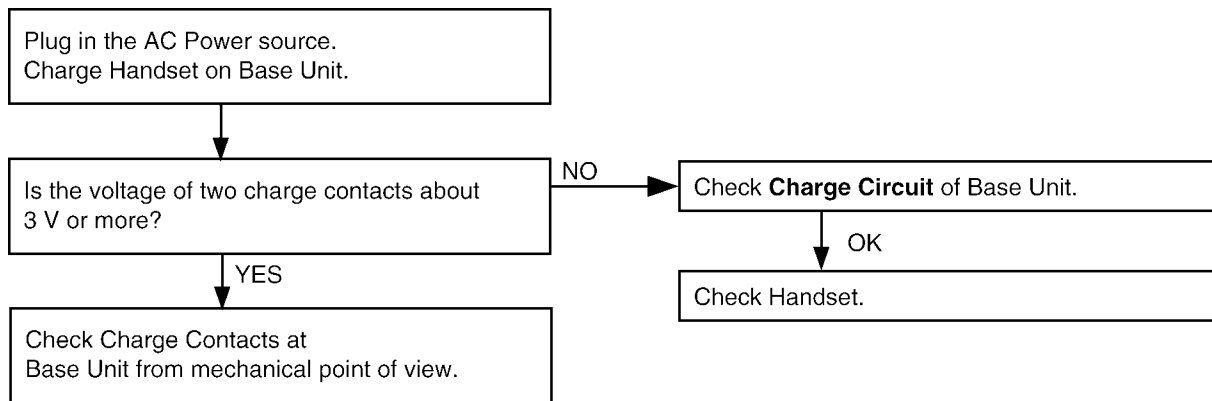 Plug in the AC Power source.
Charge Handset on Base Unit.
Is the voltage of two charge contacts about
3 V or more?
NO
Check Charge Circuit of Base Unit.
OK
Check Handset.
YES
Check Charge Contacts at
Base Unit from mechanical point of view.